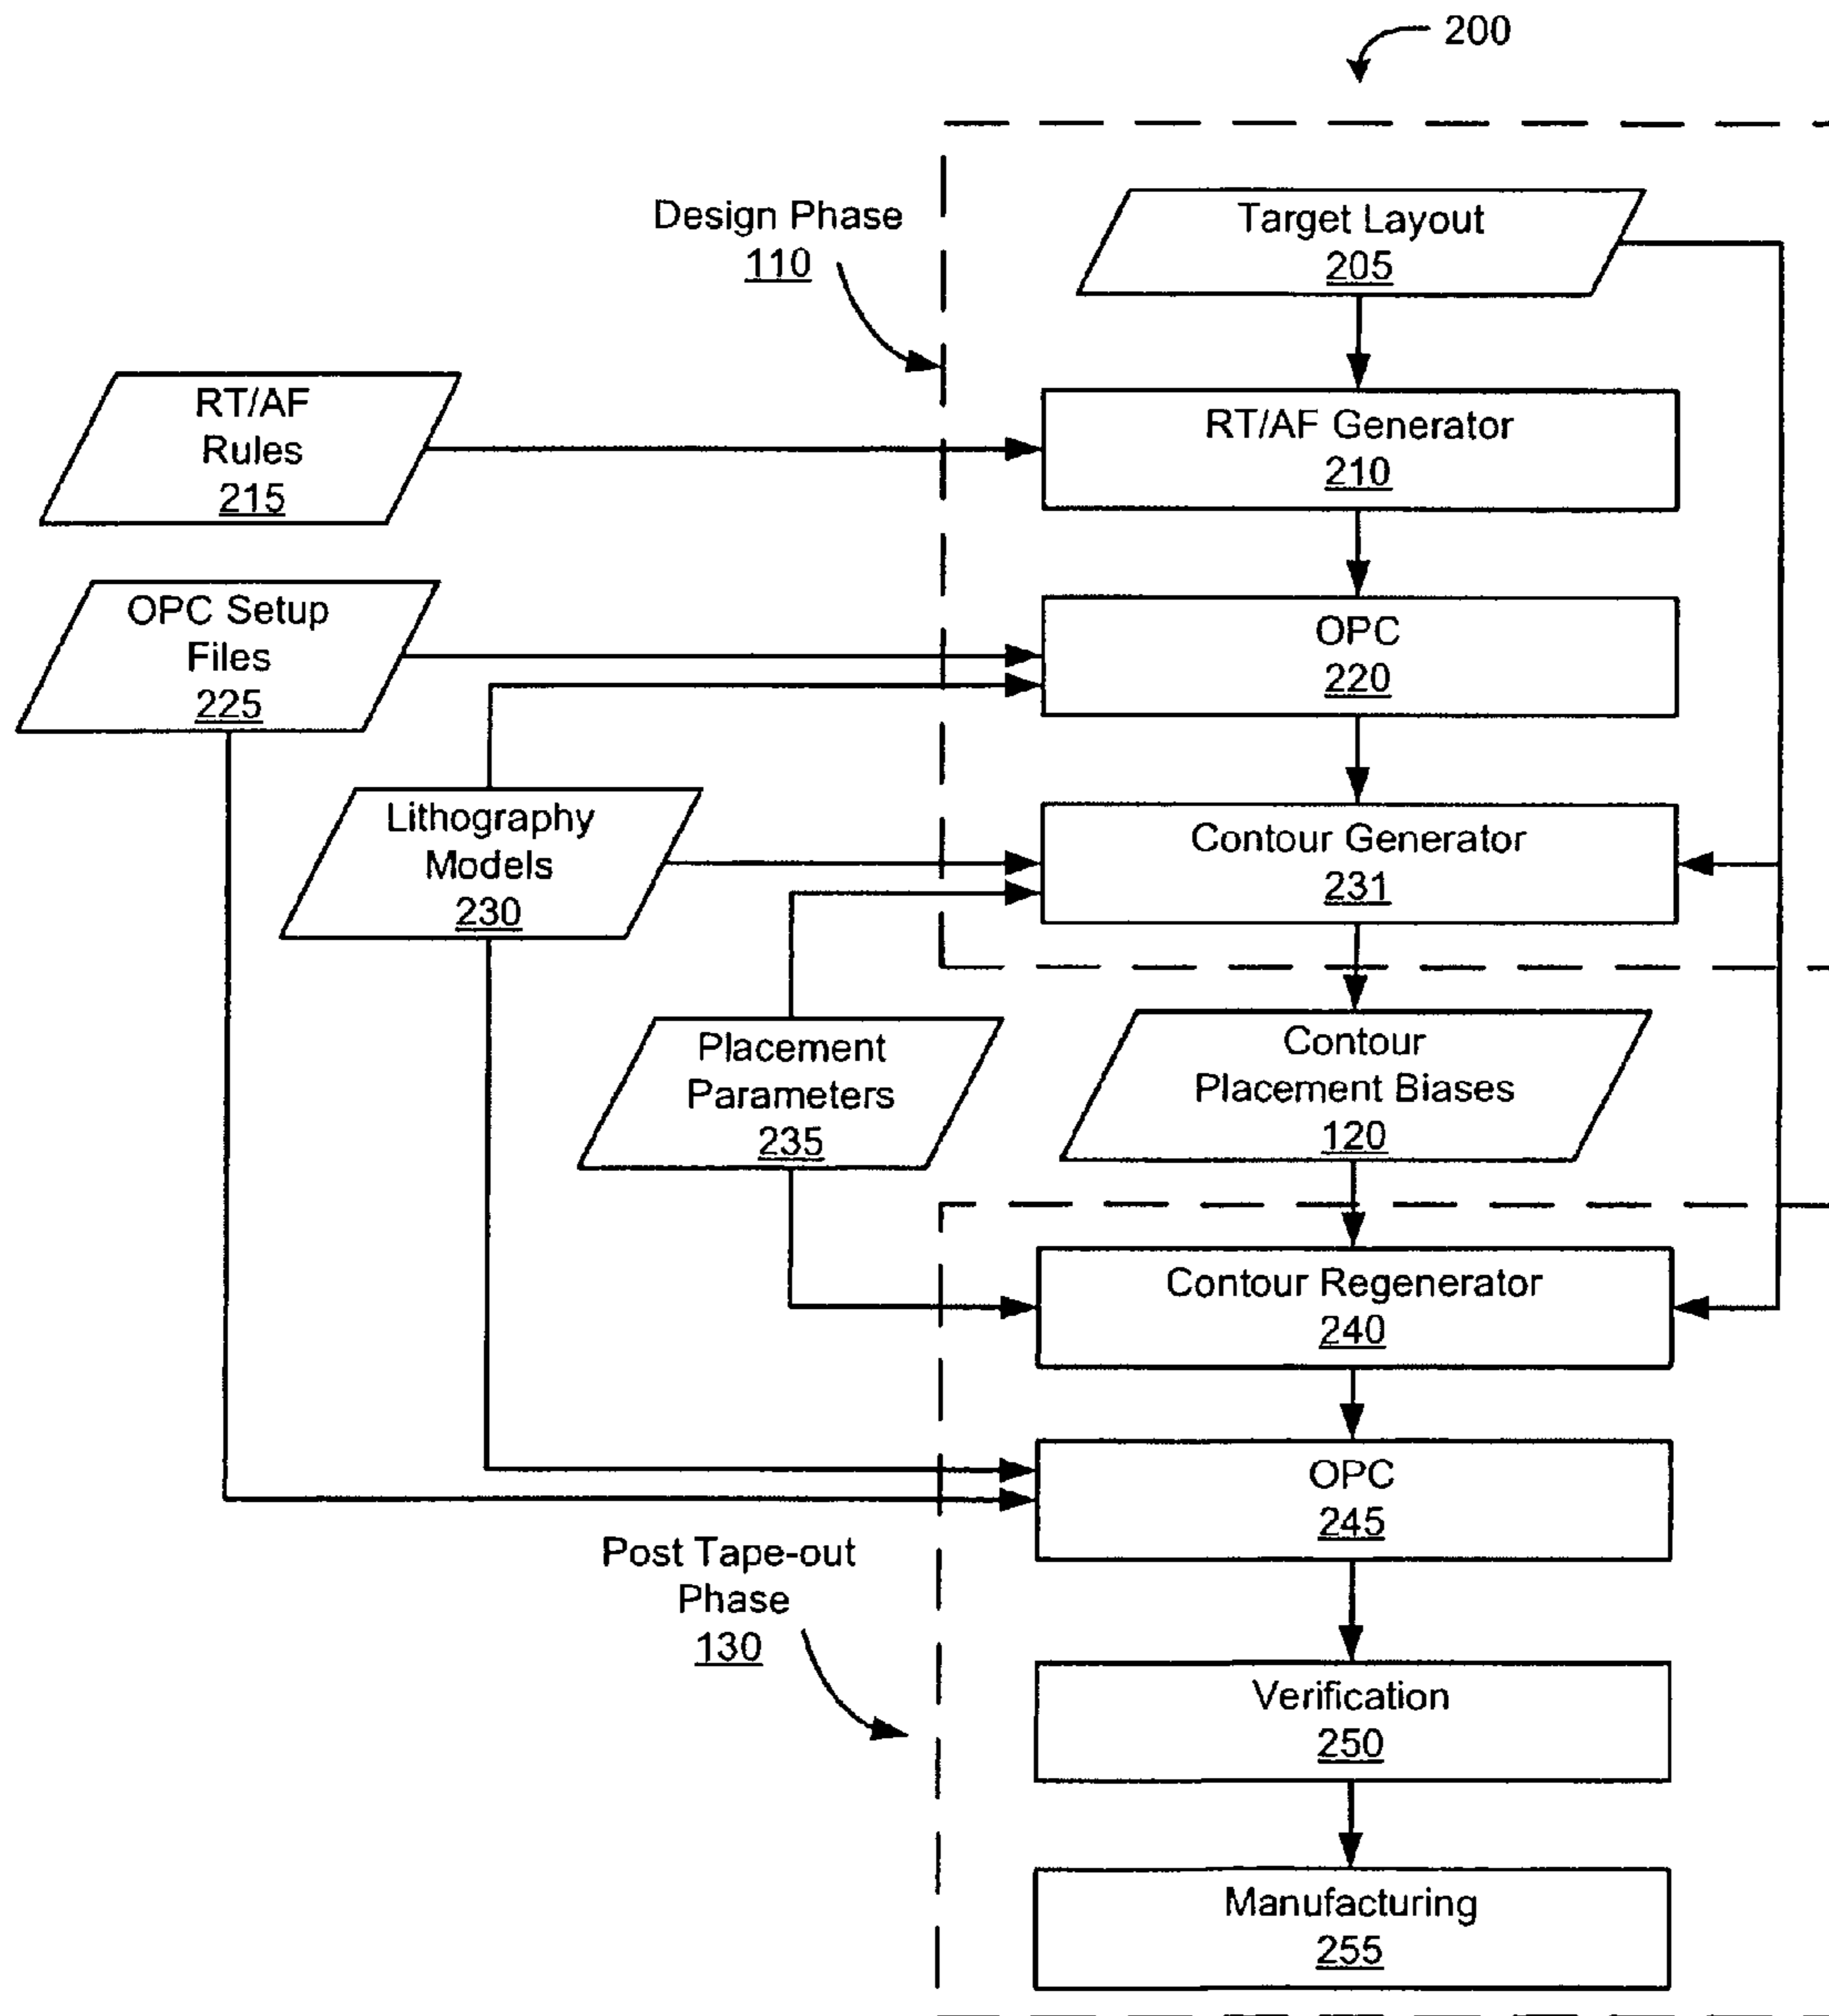 200
Design Phase
110
Target Layout
205
RT/AF
Rules
215
RT/AF Generator
210
OPC Setup
Files
225
OPC
220
Lithography
Models
230
Contour Generator
231
Placement
Parameters
235
Contour
Placement Biases
120
Contour Regenerator
240
OPC
245
Post Tape-out
Phase
130
Verification
250
Manufacturing
255